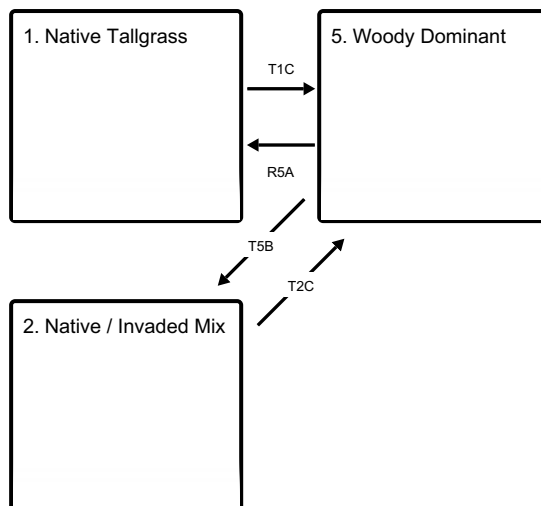 1. Native Tallgrass
5. Woody Dominant
T1C
R5A
T5B
T2C
2. Native / Invaded Mix